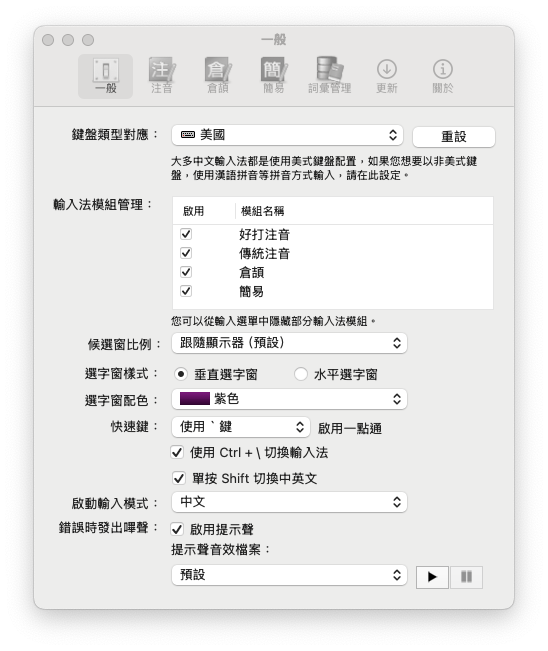 一般
注
倉
簡
一般 注音 倉頡 簡易 詞彙管理 更新 關於
鍵盤類型對應： 美國 重設
大多中文輸入法都是使用美式鍵盤配置，如果您想要以非美式鍵
盤，使用漢語拼音等拼音方式輸入，請在此設定。
輸入法模組管理： 啟用 模組名稱
好打注音
傳統注音
倉頡
簡易
您可以從輸入選單中隱藏部分輸入法模組。
候選窗比例： 跟隨顯示器 (預設)
選字窗樣式： 垂直選字窗 水平選字窗
選字窗配色： 紫色
快速鍵： 使用 ` 鍵 啟用一點通
使用 Ctrl + \ 切換輸入法
單按 Shift 切換中英文
啟動輸入模式： 中文
錯誤時發出嗶聲： 啟用提示聲
提示聲音效檔案：
預設